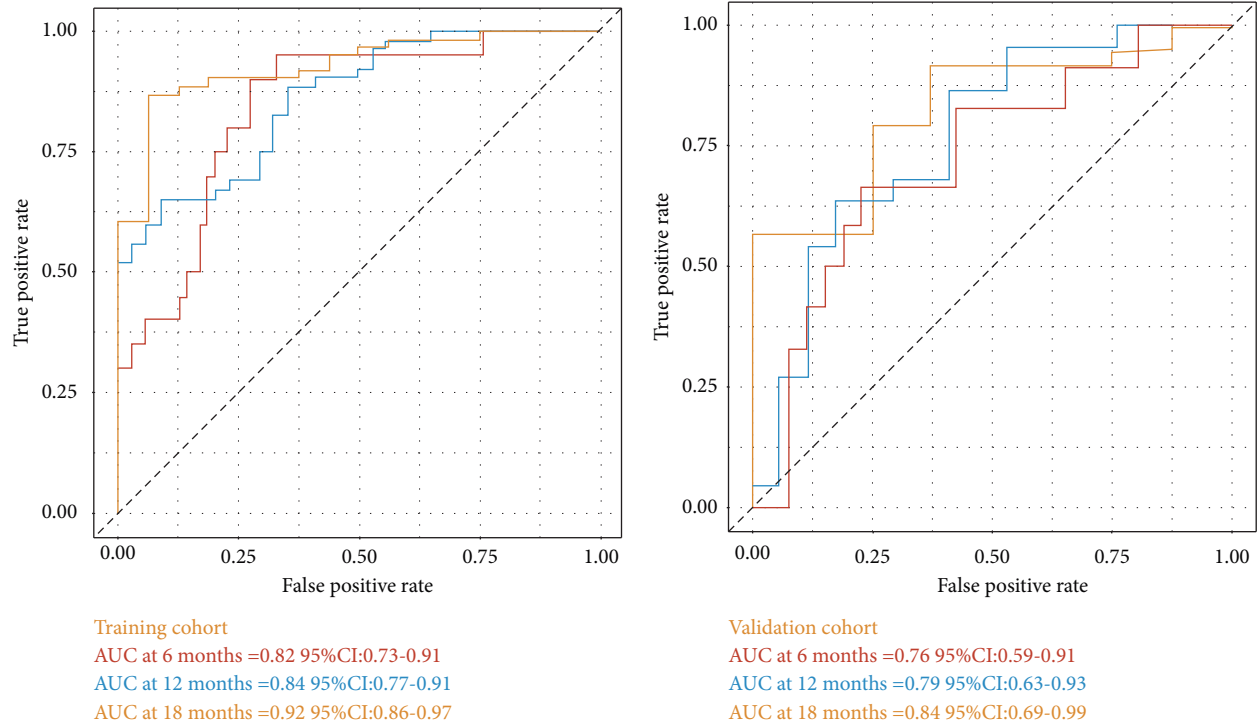 1.00
0.75
0.50
0.25
0.00
True positive rate
0.00 0.25 0.50 0.75 1.00
False positive rate
Training cohort
AUC at 6 months =0.82 95%CI:0.73-0.91
AUC at 12 months =0.84 95%CI:0.77-0.91
AUC at 18 months =0.92 95%CI:0.86-0.97
1.00
0.75
0.50
0.25
0.00
True positive rate
0.00 0.25 0.50 0.75 1.00
False positive rate
Validation cohort
AUC at 6 months =0.76 95%CI:0.59-0.91
AUC at 12 months =0.79 95%CI:0.63-0.93
AUC at 18 months =0.84 95%CI:0.69-0.99